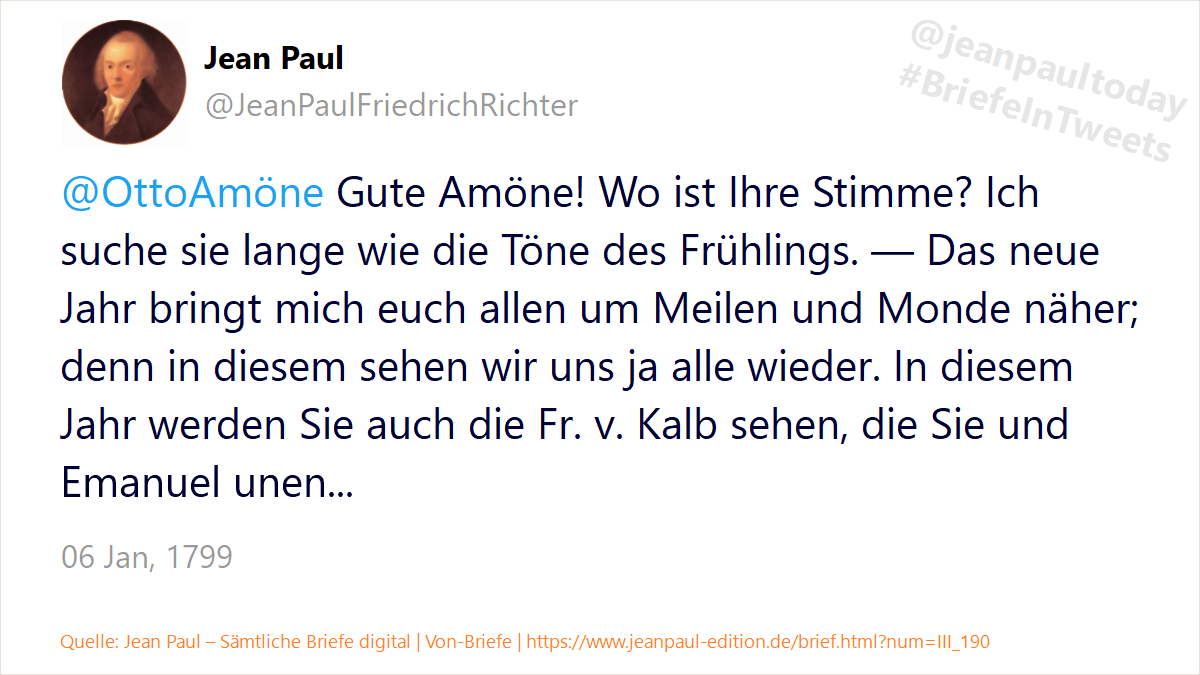 Jean Paul
@JeanPaulFriedrichRichter
@jeanpaultoday
#BriefeInTweets
@OttoAmöne Gute Amöne! Wo ist Ihre Stimme? Ich
suche sie lange wie die Töne des Frühlings. — Das neue
Jahr bringt mich euch allen um Meilen und Monde näher;
denn in diesem sehen wir uns ja alle wieder. In diesem
Jahr werden Sie auch die Fr. v. Kalb sehen, die Sie und
Emanuel unen...
06 Jan, 1799
Quelle: Jean Paul – Sämtliche Briefe digital | Von-Briefe | https://www.jeanpaul-edition.de/brief.html?num=III_190